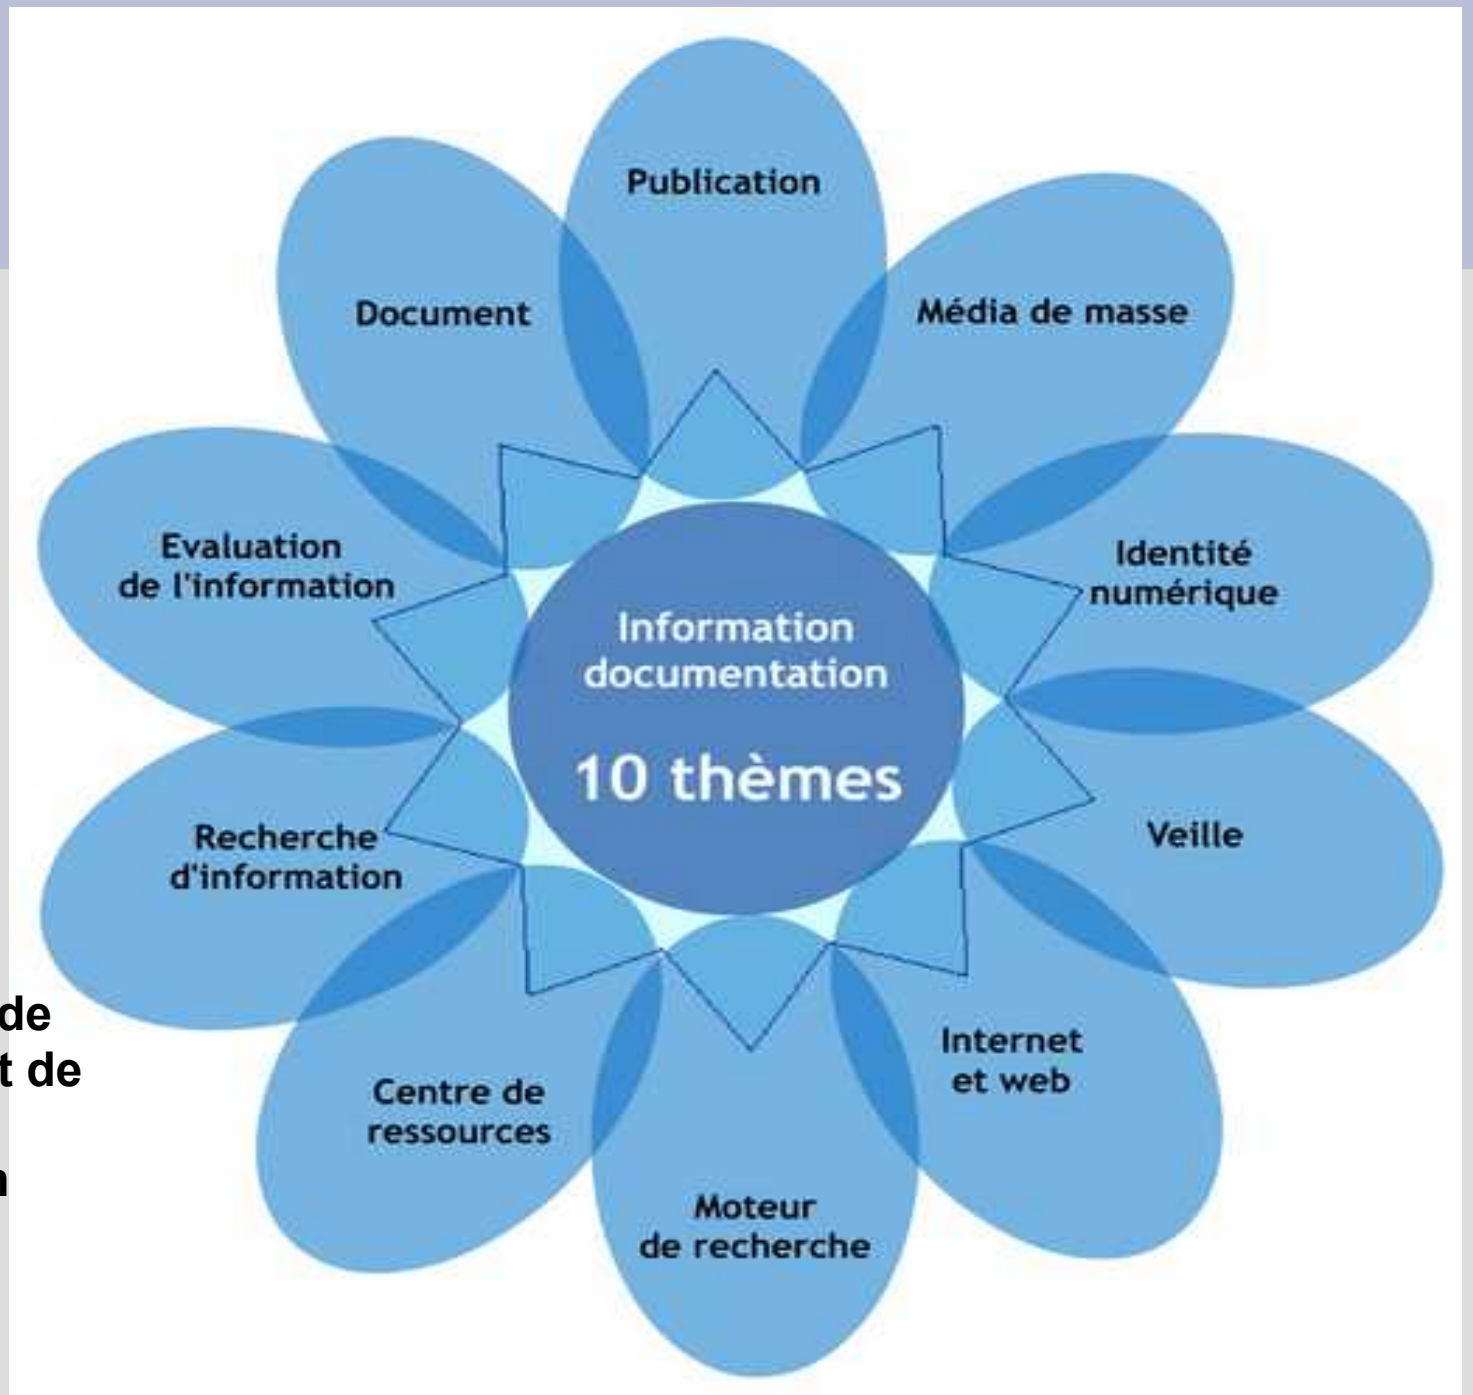 Publication
Document
Média de masse
Evaluation
de l'information
Identité
numérique
Information
documentation
10 thèmes
Recherche
d'information
Veille
de
t de
Centre de
ressources
Internet
et web
Moteur
de recherche